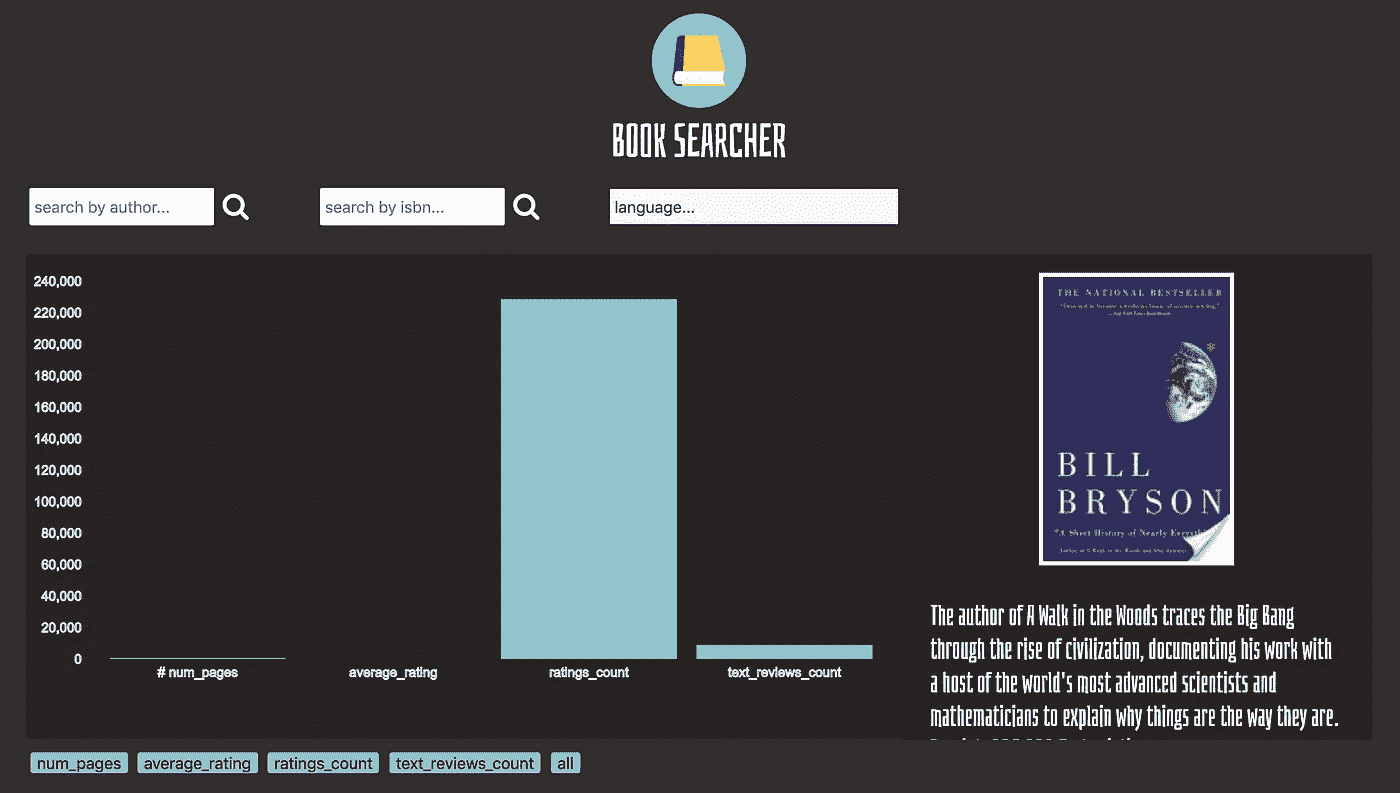 BOOK SEARCHER
search by author...
search by isbn...
language...
240,000
220,000
200,000
180,000
160,000
140,000
120,000
100,000
80,000
60,000
40,000
20,000
0
# num_pages
average_rating
ratings_count
text_reviews_count
THE NATIONAL BESTSELLER
BILL
BRYSON
A Short History of Nearly
The author of A Walk in the Woods traces the Big Bang
through the rise of civilization, documenting his work with
a host of the world's most advanced scientists and
mathematicians to explain why things are the way they are.
num_pages
average_rating
ratings_count
text_reviews_count
all